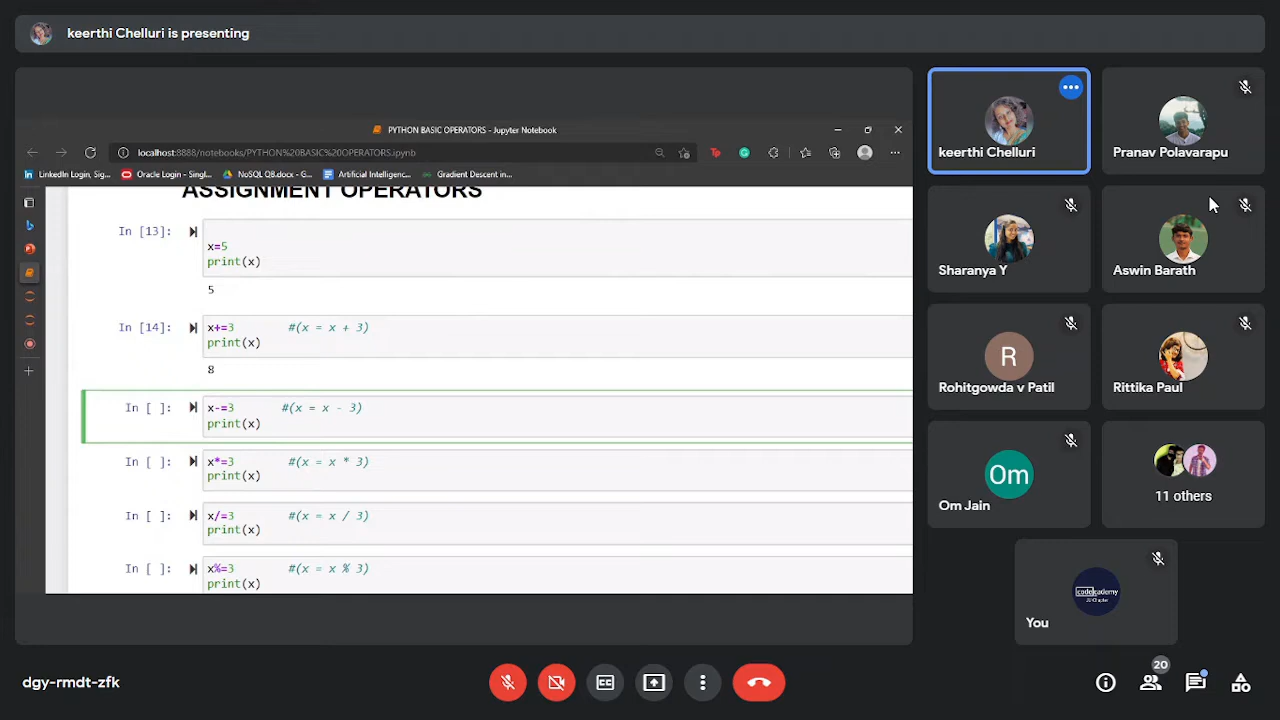 keerthi Chelluri is presenting
PYTHON BASIC OPERATORS - Jupyter Notebook
localhost:8888/notebooks/PYTHON%20BASIC%20OPERATORS.ipynb
LinkedIn Login, Sig... Oracle Login - Singl... NoSQL QB.docx - G... Artificial Intelligenc... Gradient Descent in...
ASSIGNMENT OPERATORS
In [13]:
x=5
print(x)
5
In [14]: x+=3 #(x = x + 3)
print(x)
8
In [ ]: x-=3 #(x = x - 3)
print(x)
In [ ]: x*=3 #(x = x * 3)
print(x)
In [ ]: x/=3 #(x = x / 3)
print(x)
In [ ]: x%=3 #(x = x % 3)
print(x)
keerthi Chelluri
Pranav Polavarapu
Sharanya Y
Aswin Barath
R
Rohitgowda v Patil
Rittika Paul
Om
Om Jain
11 others
codecademy
You
dgy-rmdt-zfk
CC
20